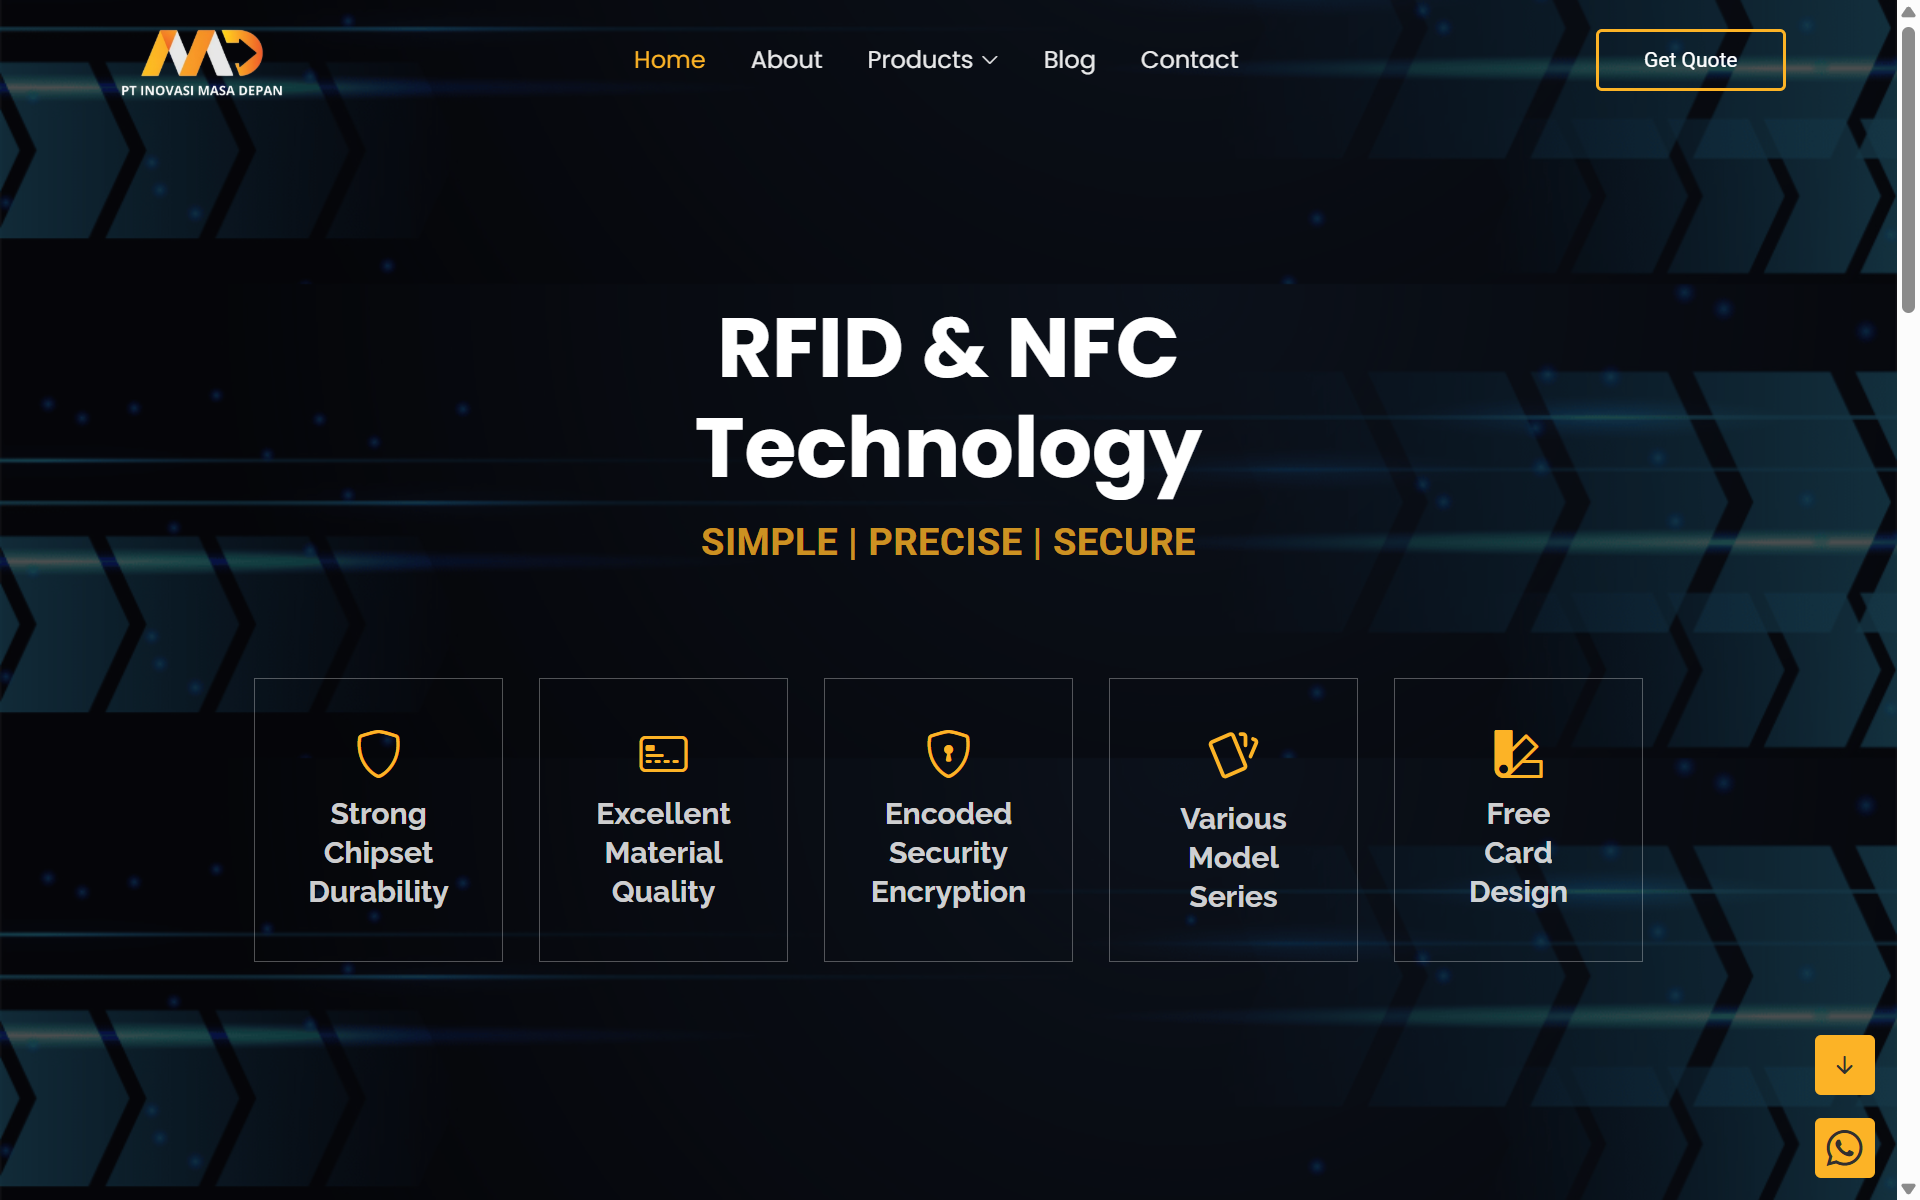 PT INOVASI MASA DEPAN
Home
About
Products
Blog
Contact
Get Quote
RFID & NFC
Technology
SIMPLE | PRECISE | SECURE
Strong
Chipset
Durability
Excellent
Material
Quality
Encoded
Security
Encryption
Various
Model
Series
Free
Card
Design